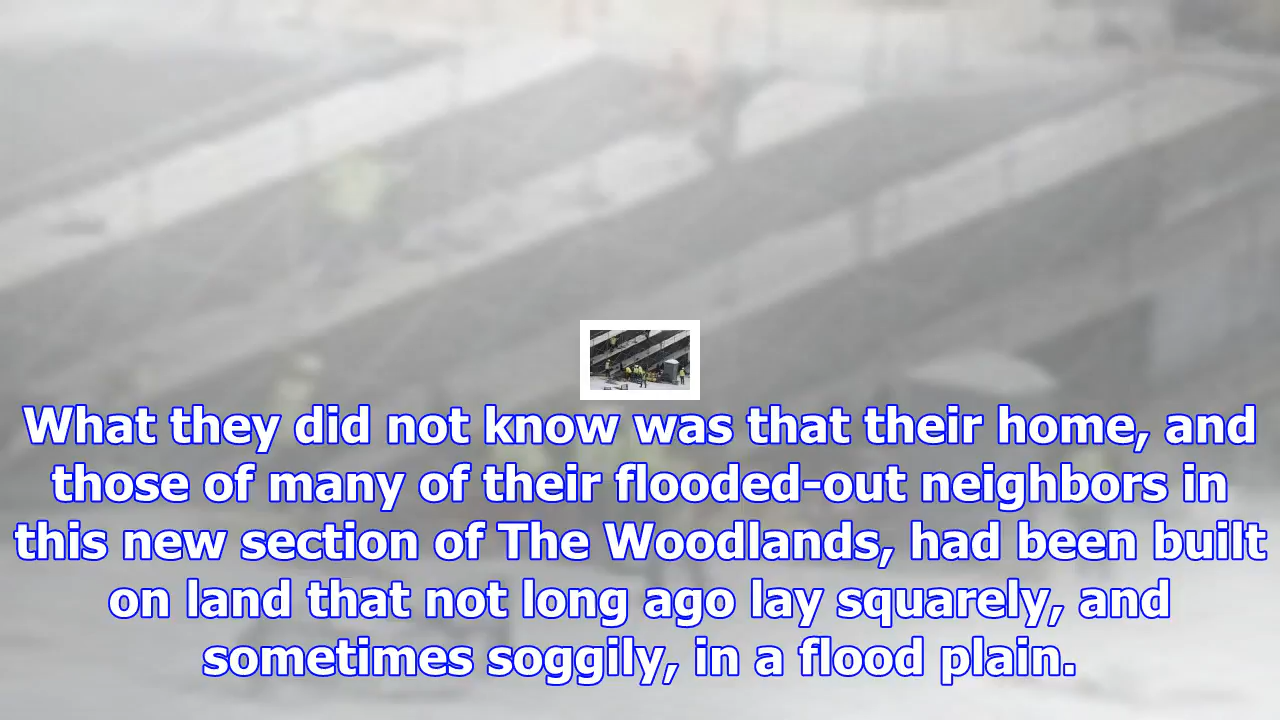 What they did not know was that their home, and
those of many of their flooded-out neighbors in
this new section of The Woodlands, had been built
on land that not long ago lay squarely, and
sometimes soggily, in a flood plain.